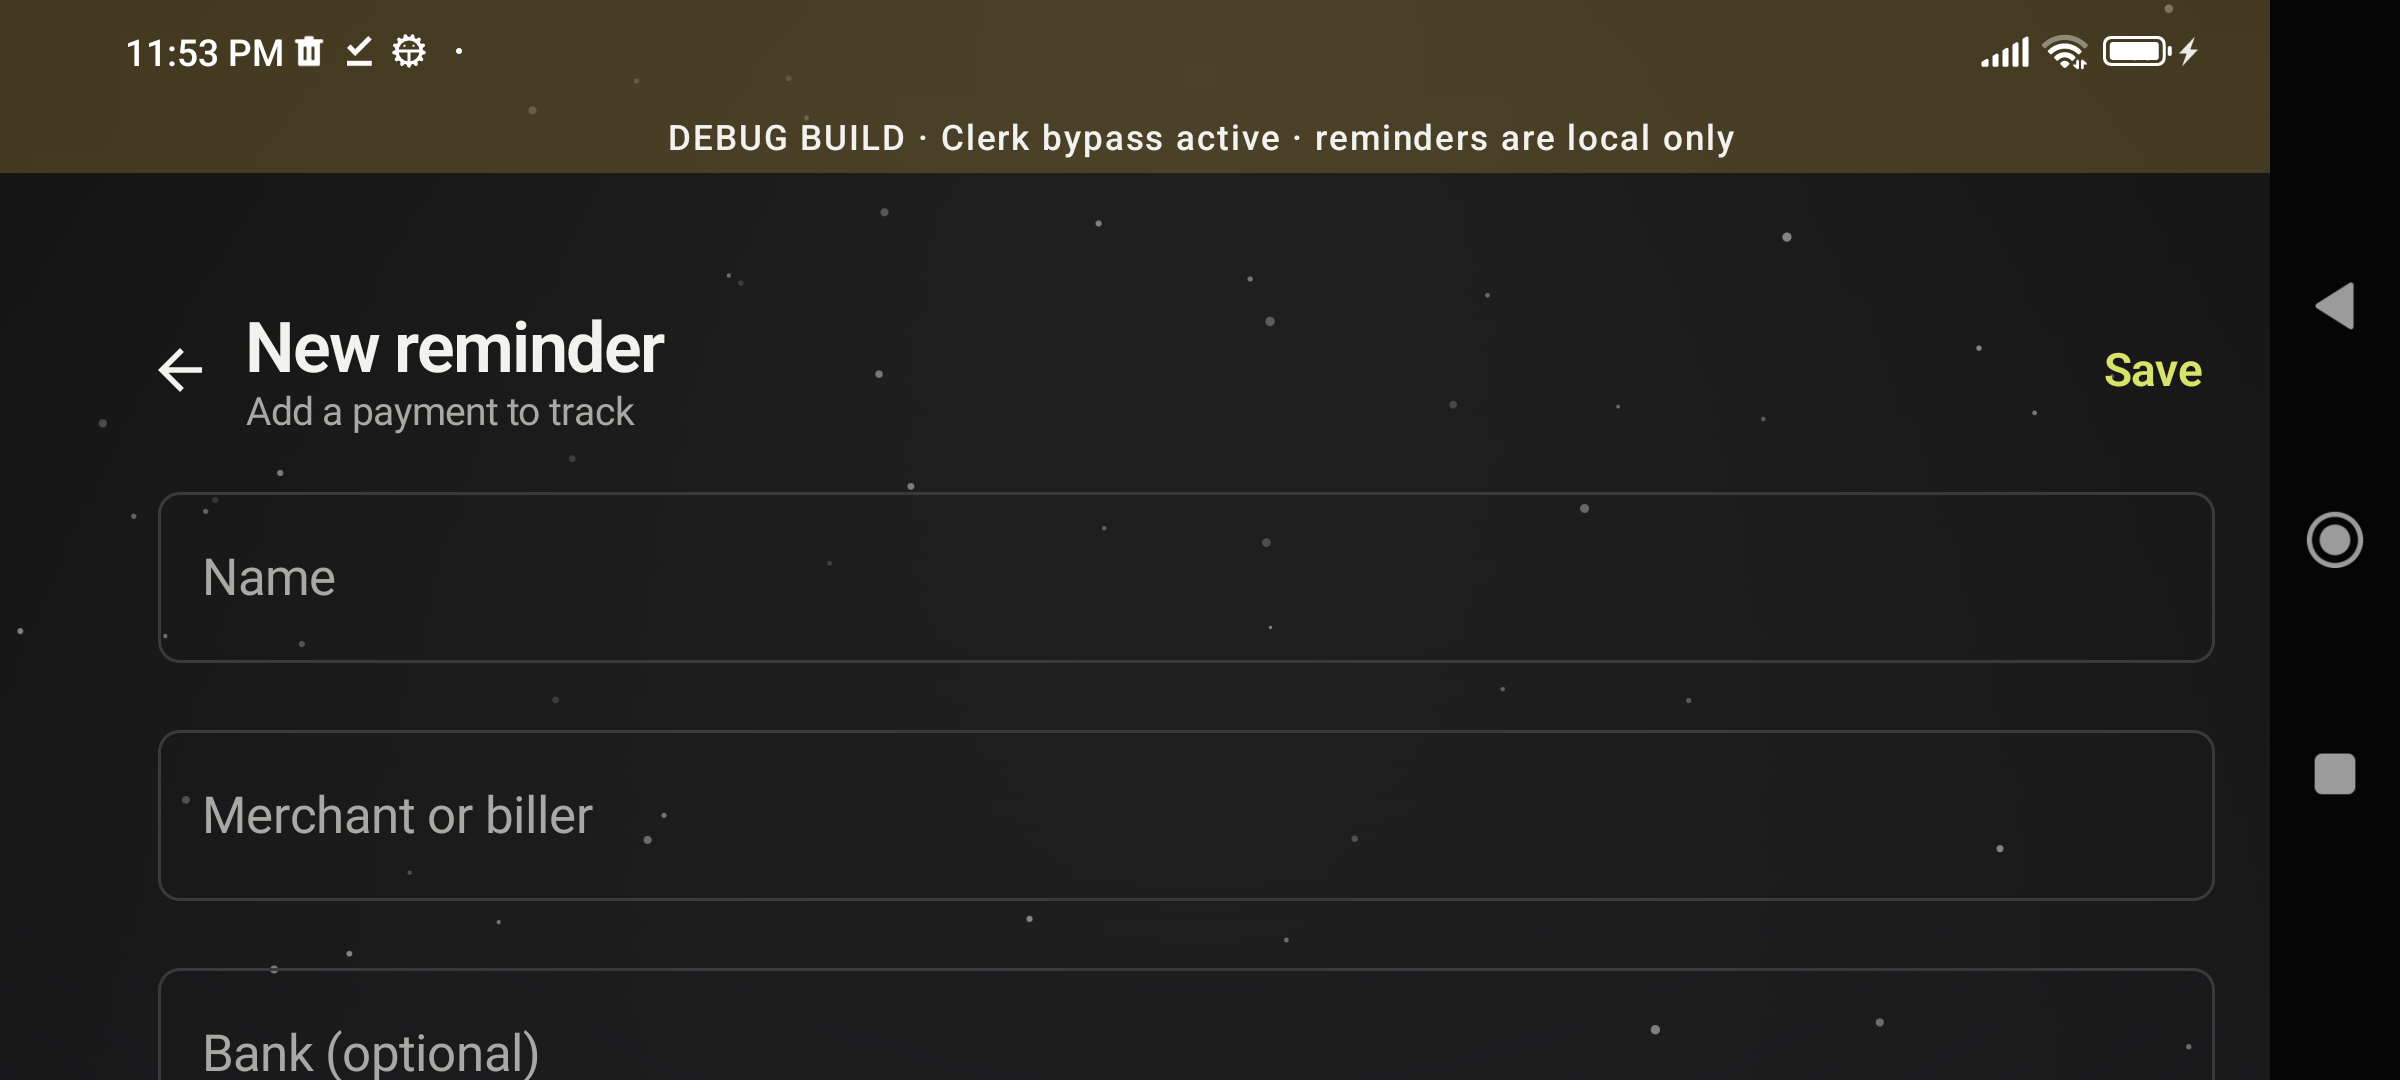 11:53 PM
DEBUG BUILD · Clerk bypass active · reminders are local only
New reminder
Add a payment to track
Save
Name
Merchant or biller
Bank (optional)